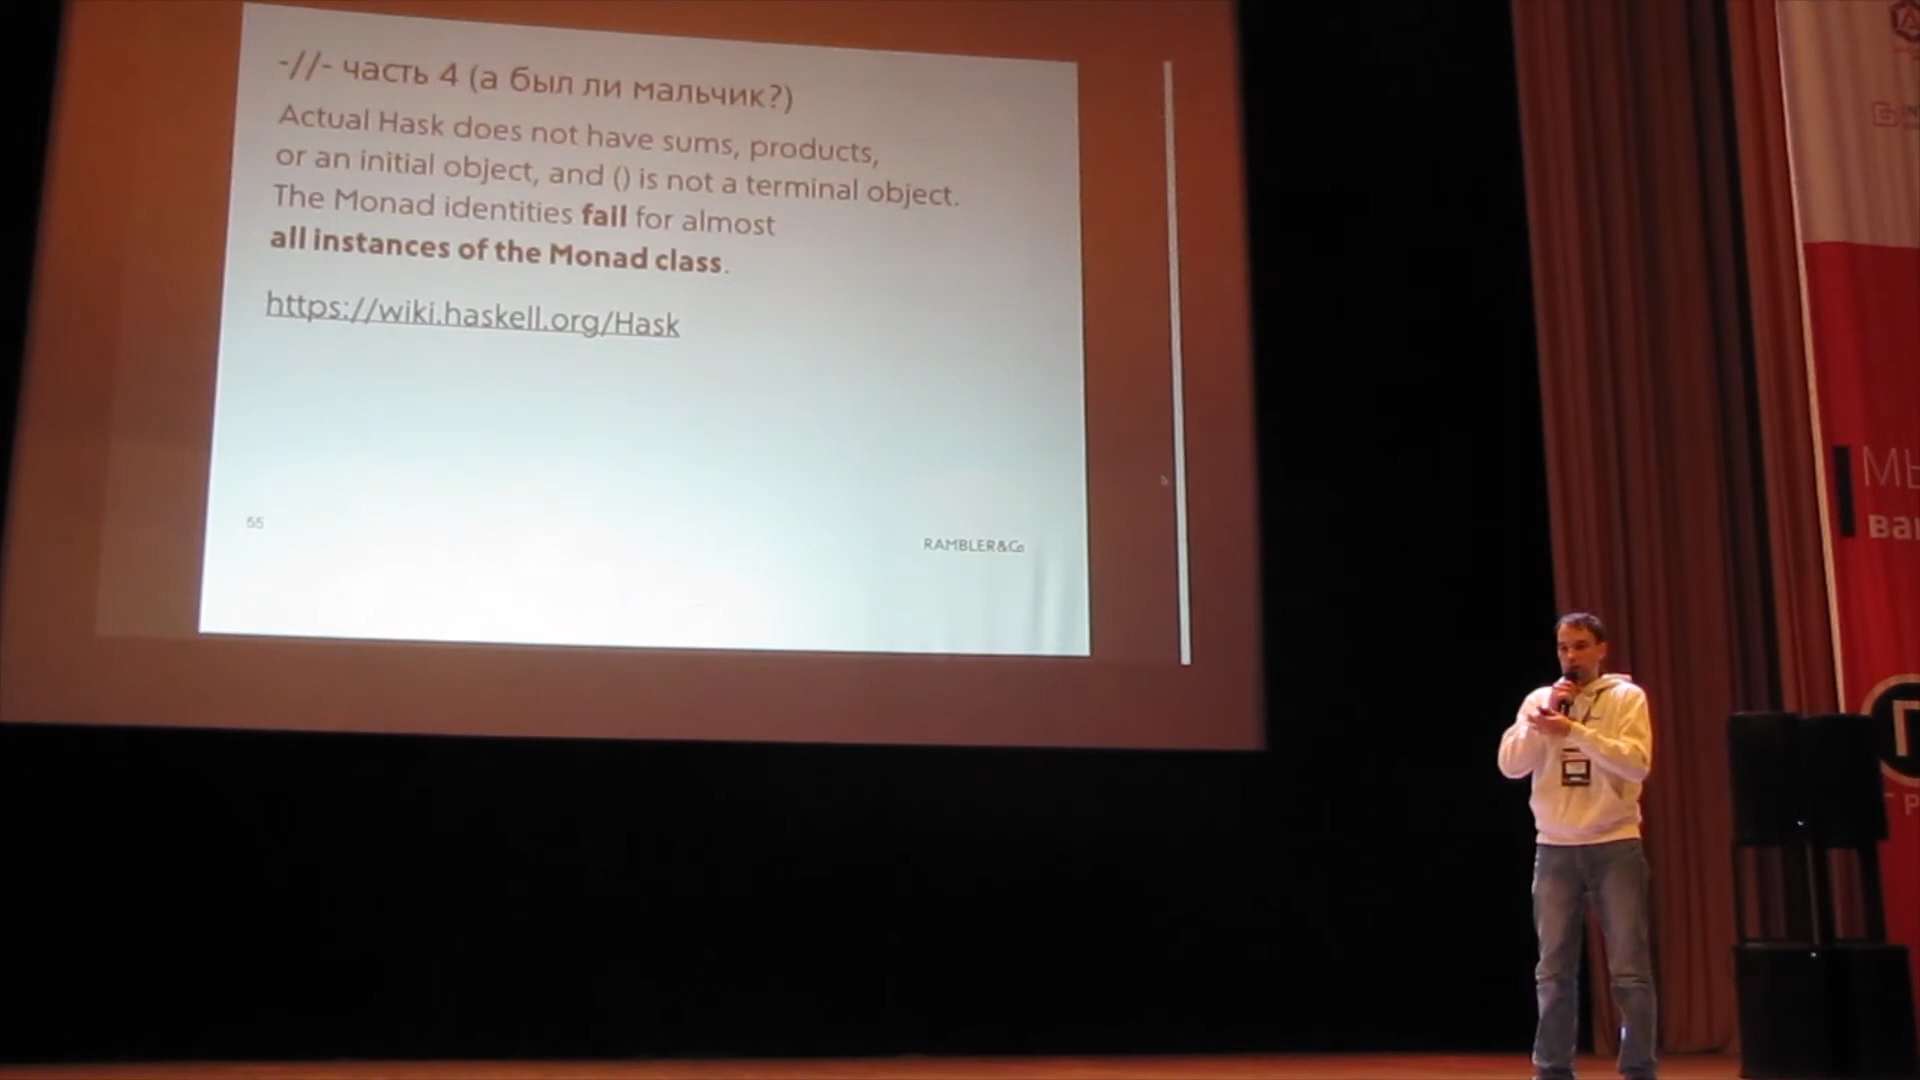 -//- часть 4 (а был ли мальчик?)
Actual Hask does not have sums, products,
or an initial object, and () is not a terminal object.
The Monad identities fail for almost
all instances of the Monad class.
https://wiki.haskell.org/Hask
55
RAMBLER&Co